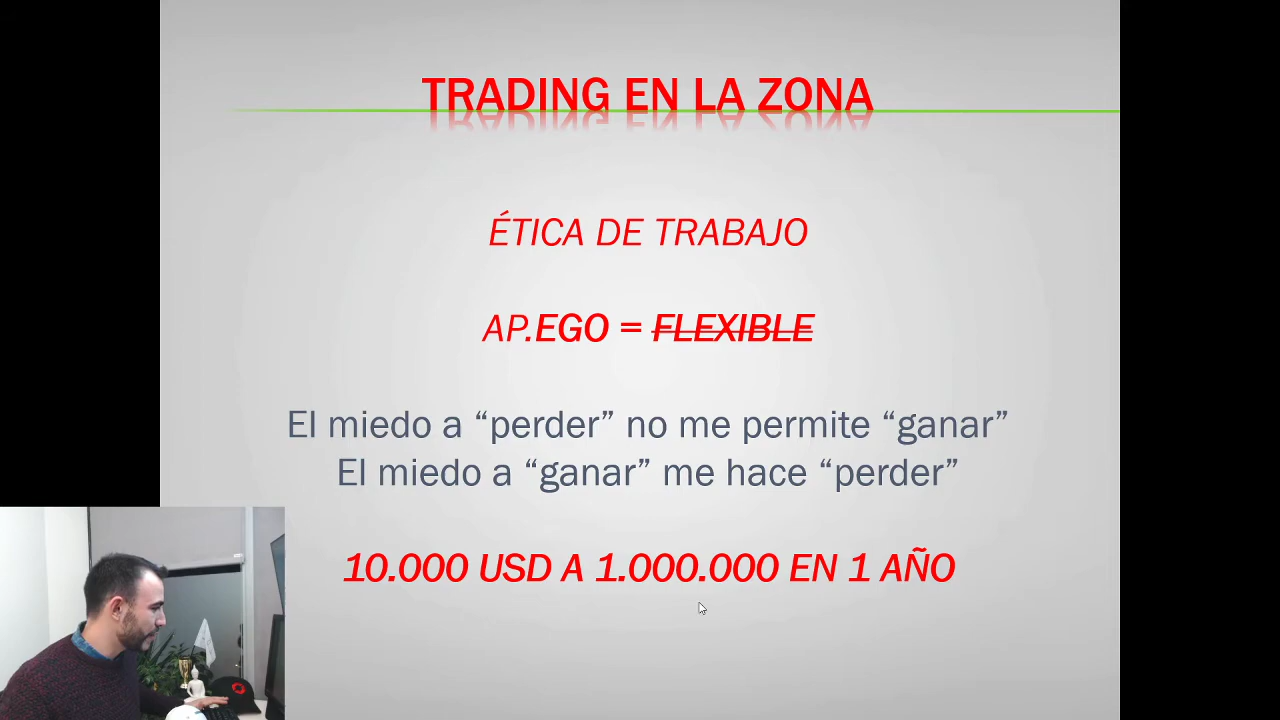 TRADING EN LA ZONA
ÉTICA DE TRABAJO
AP.EGO = FLEXIBLE
El miedo a “perder” no me permite “ganar”
El miedo a “ganar” me hace “perder”
10.000 USD A 1.000.000 EN 1 AÑO